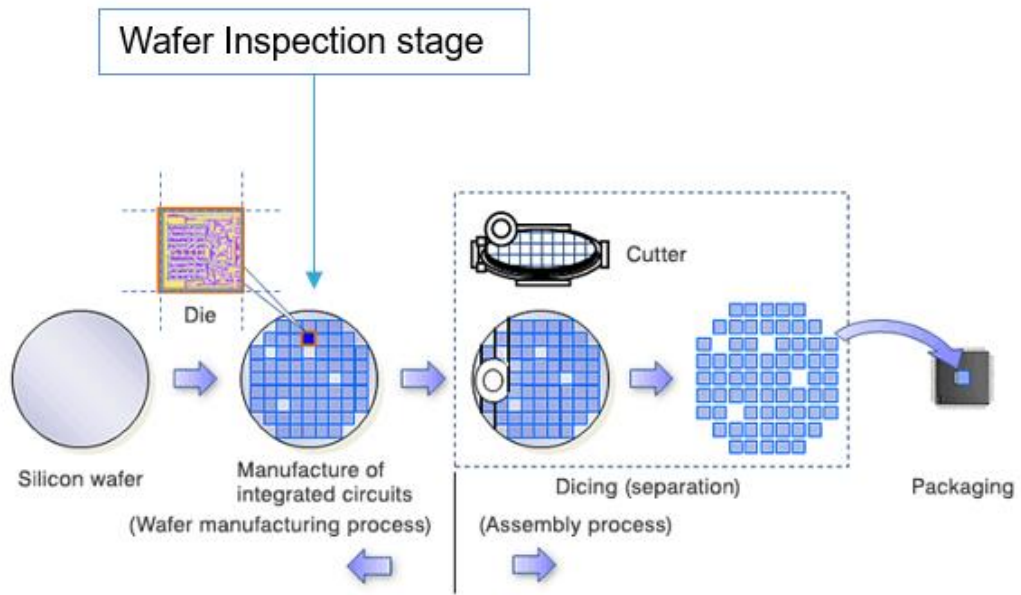 Wafer Inspection stage
Die
Cutter
Silicon wafer
Manufacture of
integrated circuits
Dicing (separation)
Packaging
(Wafer manufacturing process)
(Assembly process)